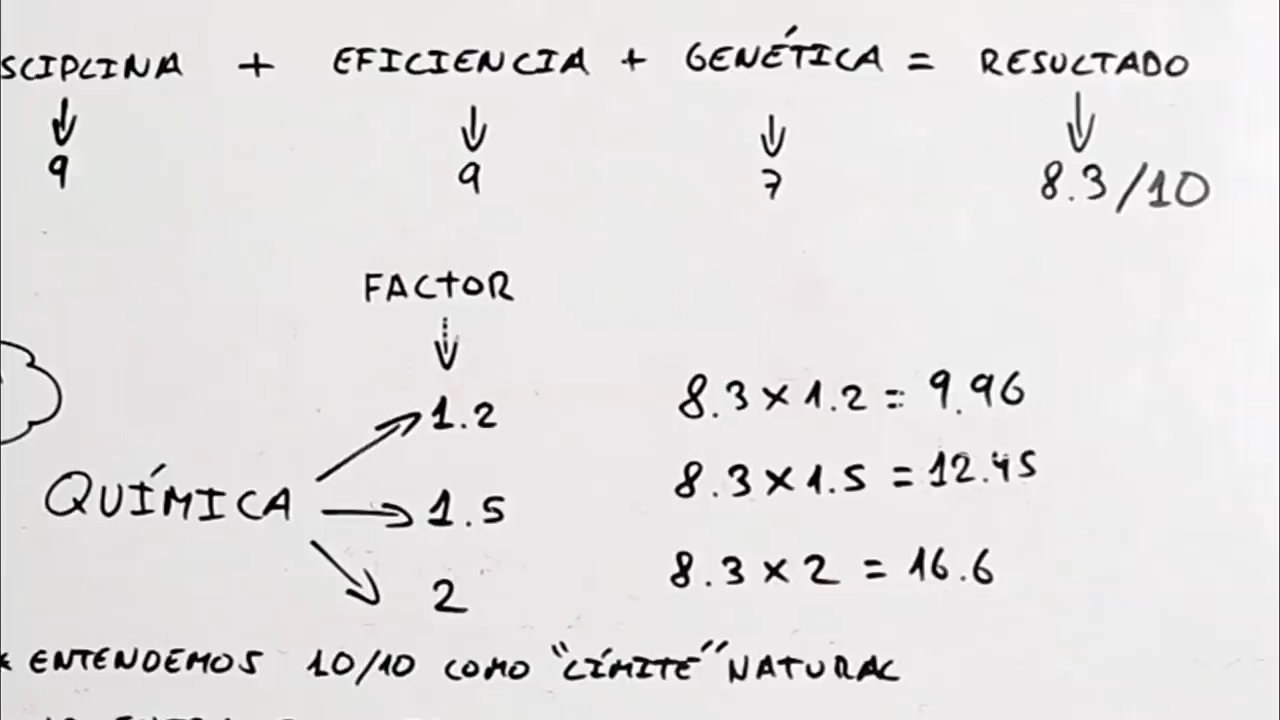 SCIPLINA + EFICIENCIA + GENÉTICA = RESULTADO
9 9 7 8.3/10
FACTOR
1.2 8.3 x 1.2 = 9.96
QUÍMICA 1.5 8.3 x 1.5 = 12.45
2 8.3 x 2 = 16.6
* ENTENDEMOS 10/10 COMO "LÍMITE" NATURAL